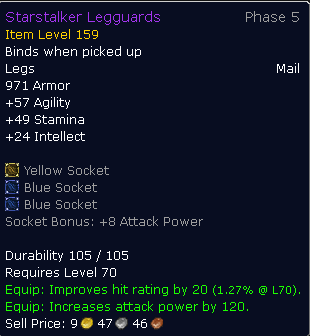 Starstalker Legguards Phase 5
Item Level 159
Binds when picked up
Legs Mail
971 Armor
+57 Agility
+49 Stamina
+24 Intellect
Yellow Socket
Blue Socket
Blue Socket
Socket Bonus: +8 Attack Power
Durability 105 / 105
Requires Level 70
Equip: Improves hit rating by 20 (1.27% @ L70).
Equip: Increases attack power by 120.
Sell Price: 9 47 46